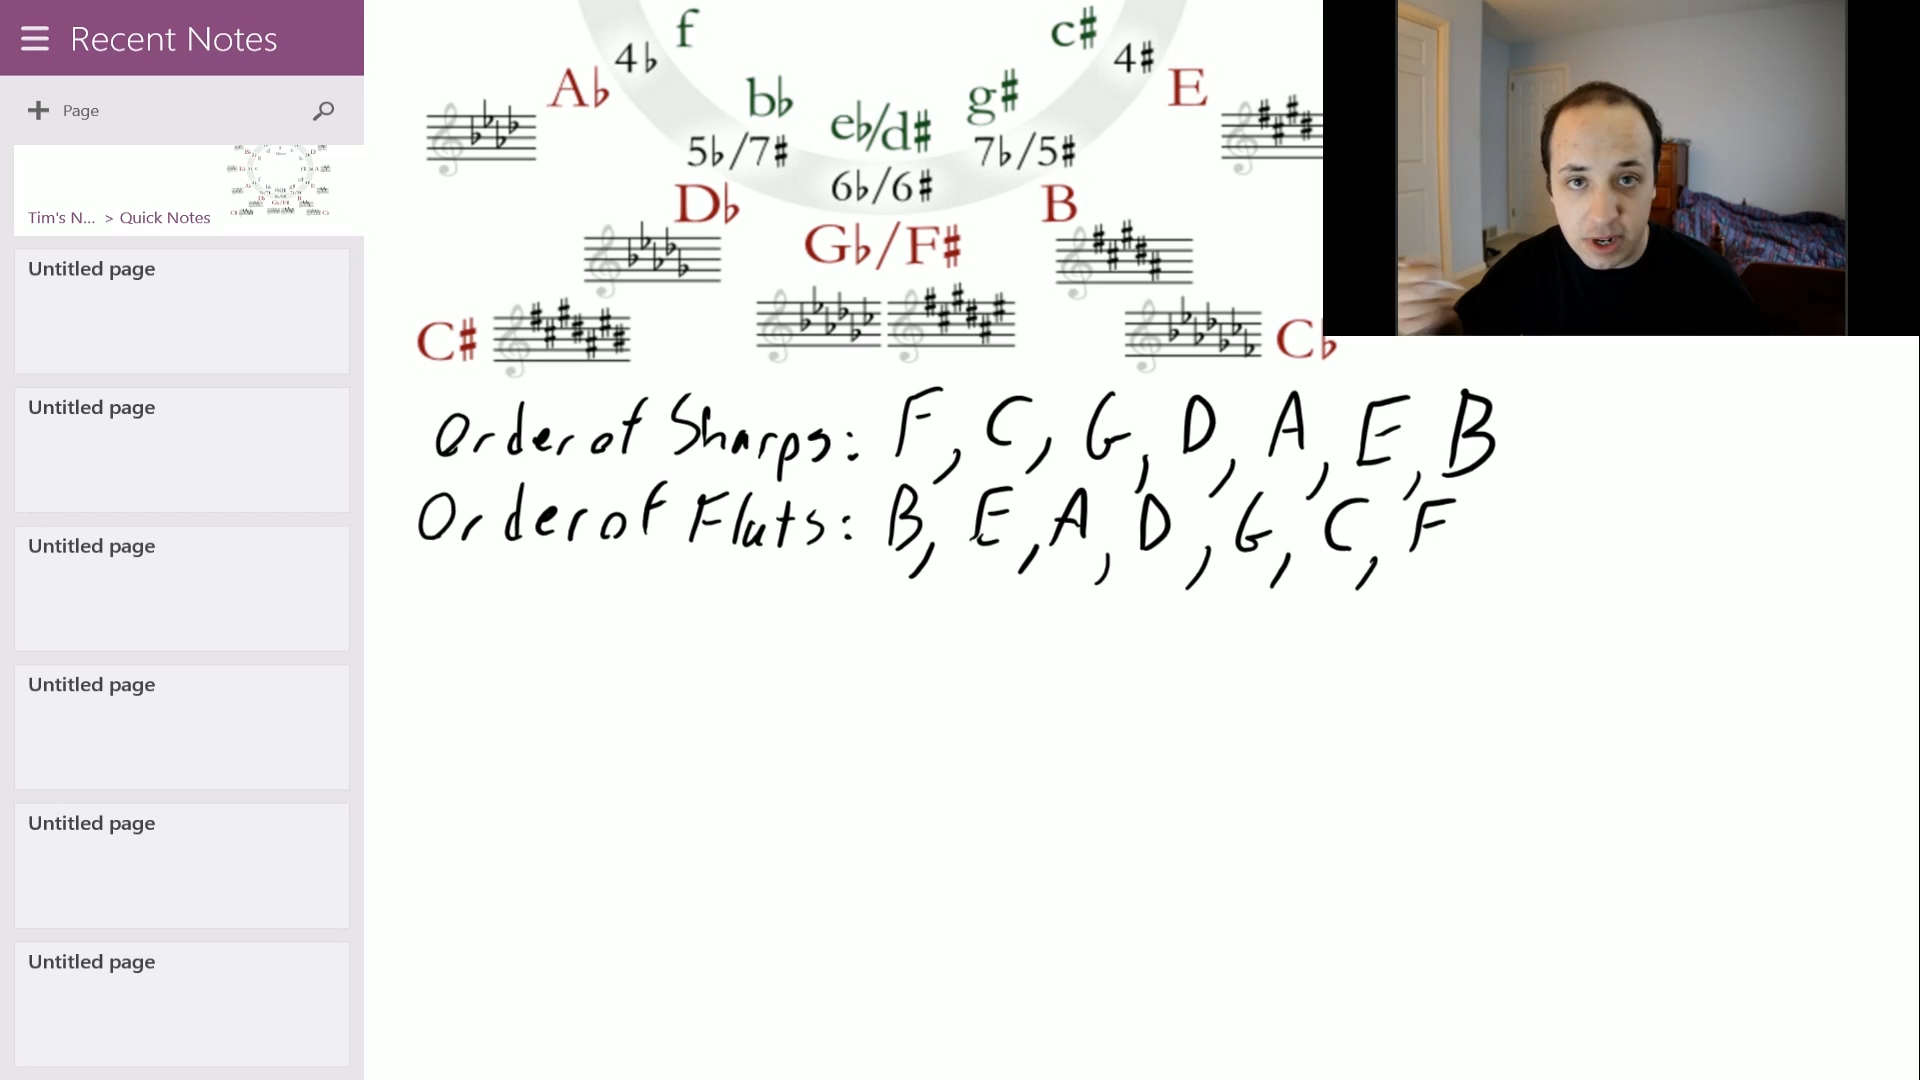 Recent Notes
+ Page
Tim's N... > Quick Notes
Untitled page
Untitled page
Untitled page
Untitled page
Untitled page
Untitled page
f
c♯
4♭
4♯
A♭
E
b♭
e♭/d♯
g♯
5♭/7♯
6♭/6♯
7♭/5♯
D♭
G♭/F♯
B
C♯
C♭
Order of Sharps: F, C, G, D, A, E, B
Order of Flats: B, E, A, D, G, C, F